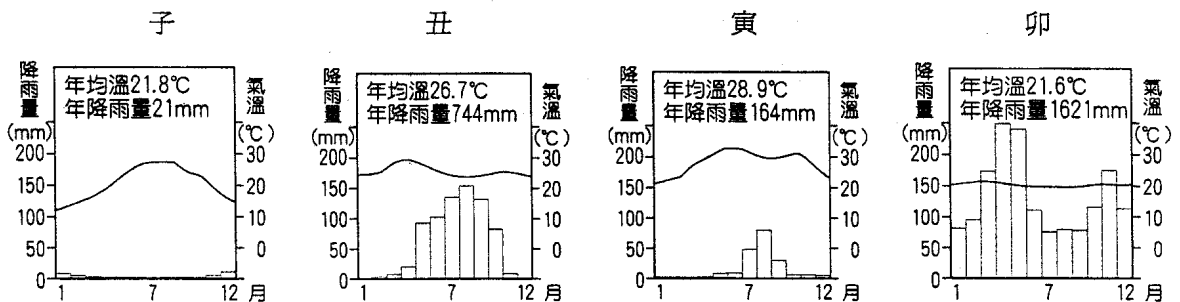 子
降雨量
(mm)
年均溫21.8℃
年降雨量21mm
氣溫
(℃)
200
150
100
50
0
30
20
10
0
1
7
12
月
丑
降雨量
(mm)
年均溫26.7℃
年降雨量744mm
氣溫
(℃)
200
150
100
50
0
30
20
10
0
1
7
12
月
寅
降雨量
(mm)
年均溫28.9℃
年降雨量164mm
氣溫
(℃)
200
150
100
50
0
30
20
10
0
1
7
12
月
卯
降雨量
(mm)
年均溫21.6℃
年降雨量1621mm
氣溫
(℃)
200
150
100
50
0
30
20
10
0
1
7
12
月